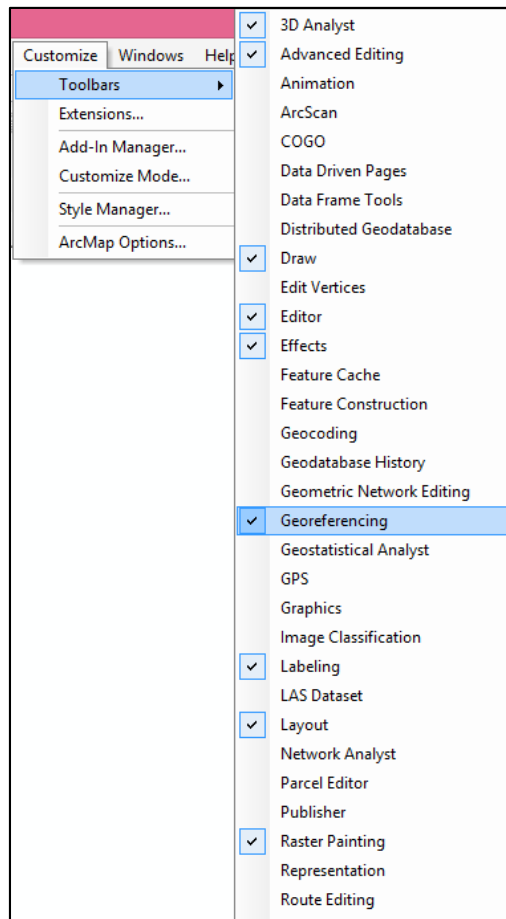 Customize Windows Help
Toolbars
Extensions...
Add-In Manager...
Customize Mode...
Style Manager...
ArcMap Options...
3D Analyst
Advanced Editing
Animation
ArcScan
COGO
Data Driven Pages
Data Frame Tools
Distributed Geodatabase
Draw
Edit Vertices
Editor
Effects
Feature Cache
Feature Construction
Geocoding
Geodatabase History
Geometric Network Editing
Georeferencing
Geostatistical Analyst
GPS
Graphics
Image Classification
Labeling
LAS Dataset
Layout
Network Analyst
Parcel Editor
Publisher
Raster Painting
Representation
Route Editing